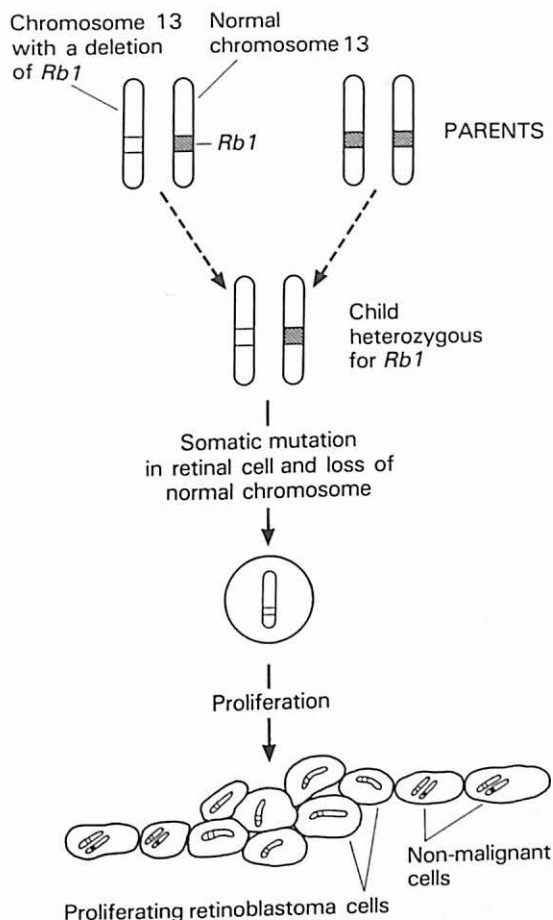 Chromosome 13
with a deletion
of Rb1
Normal
chromosome 13
Rb1
PARENTS
Child
heterozygous
for Rb1
Somatic mutation
in retinal cell and loss of
normal chromosome
Proliferation
Non-malignant
cells
Proliferating retinoblastoma cells